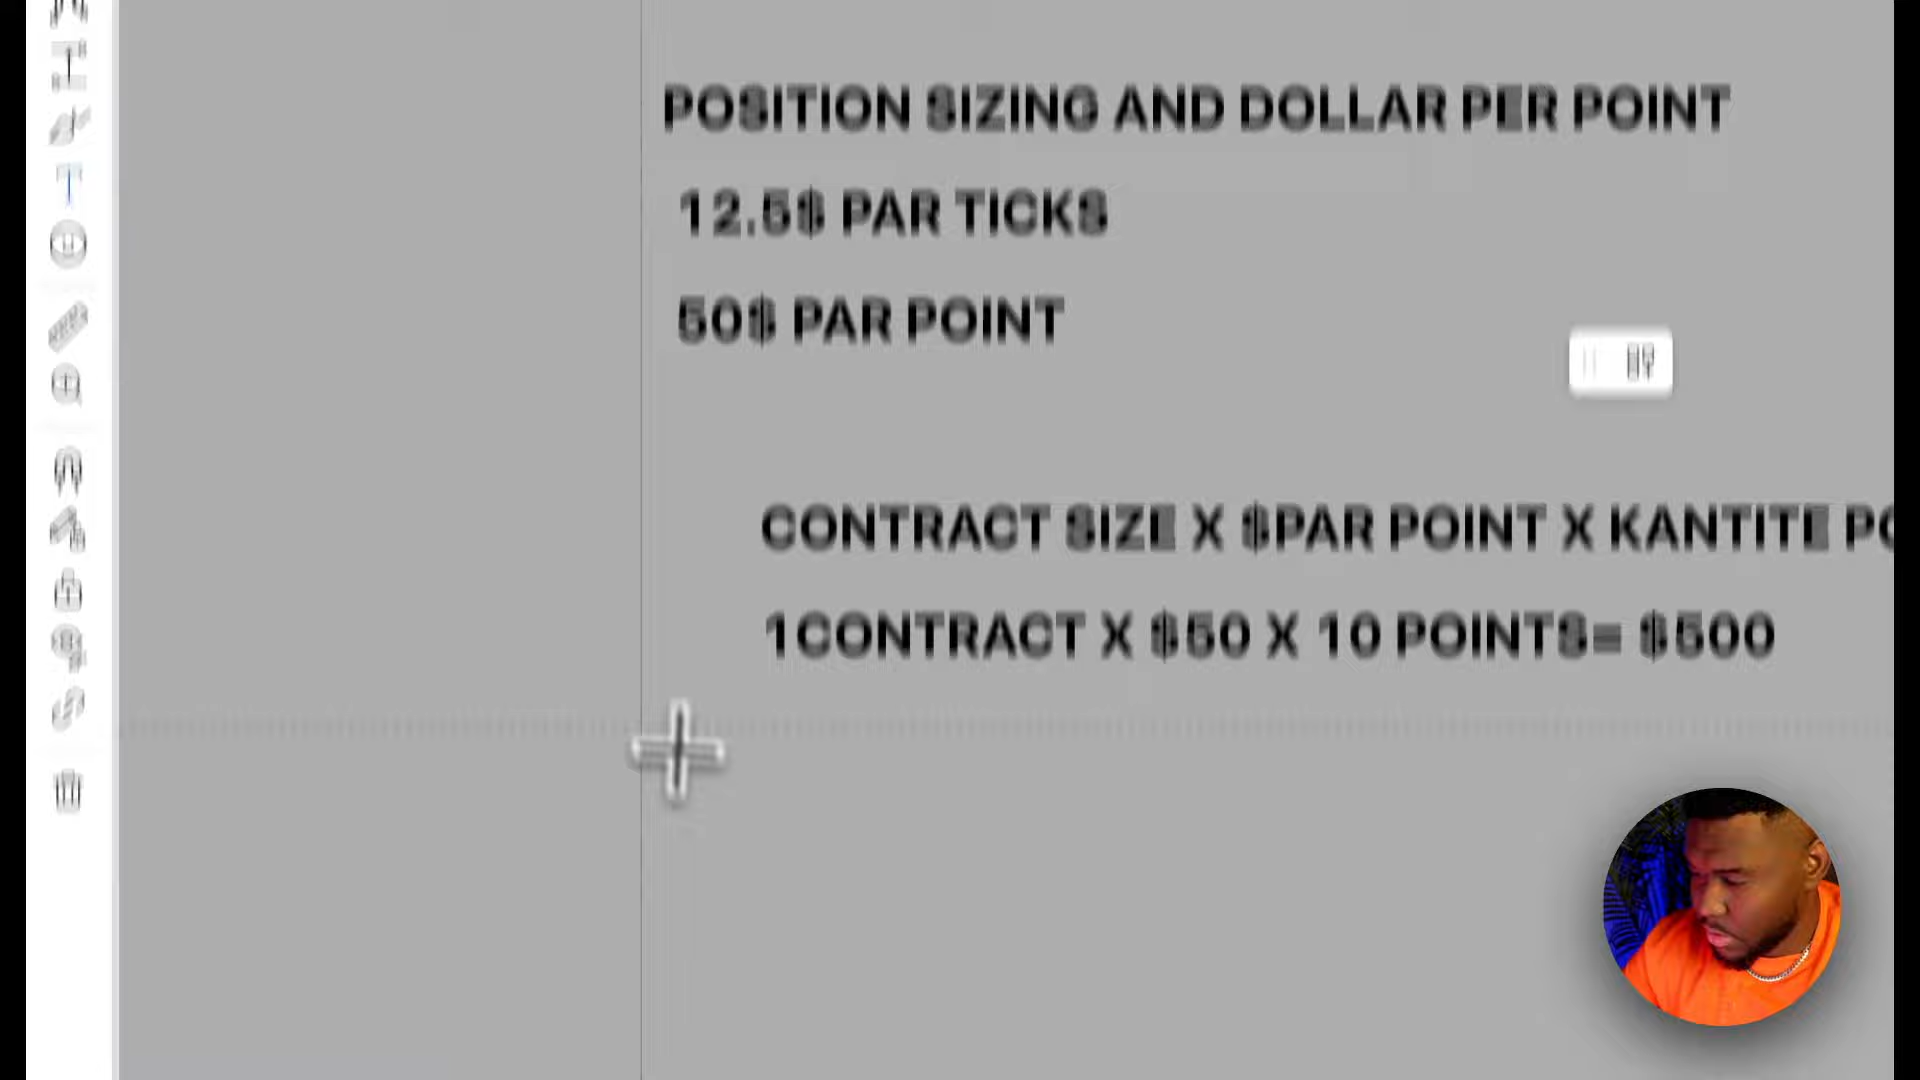 POSITION SIZING AND DOLLAR PER POINT
12.5$ PAR TICKS
50$ PAR POINT
CONTRACT SIZE X $PAR POINT X KANTITE PO
1CONTRACT X $50 X 10 POINTS= $500